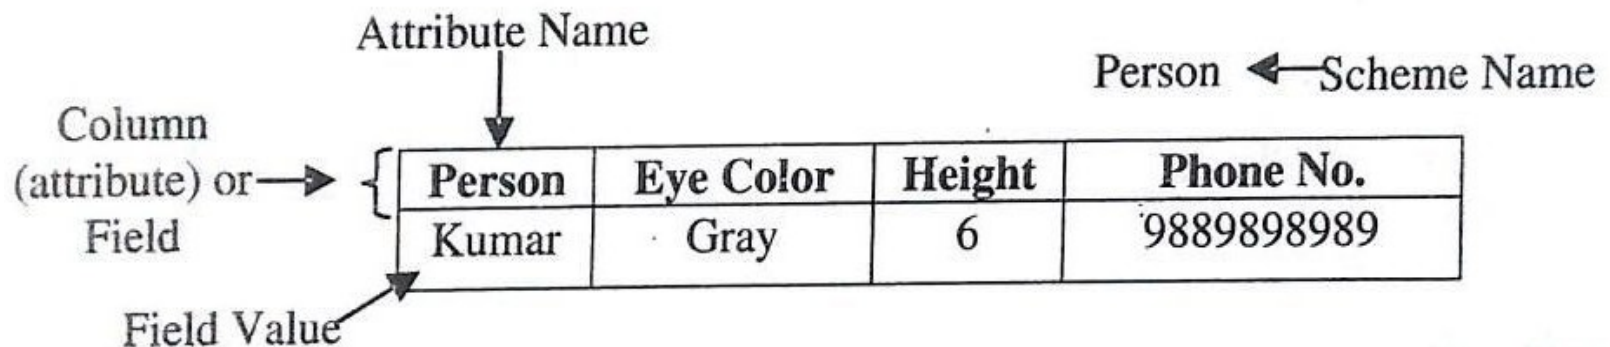 Attribute Name
Person Scheme Name
Column
(attribute) or
Field
Person Eye Color Height Phone No.
Kumar Gray 6 9889898989
Field Value